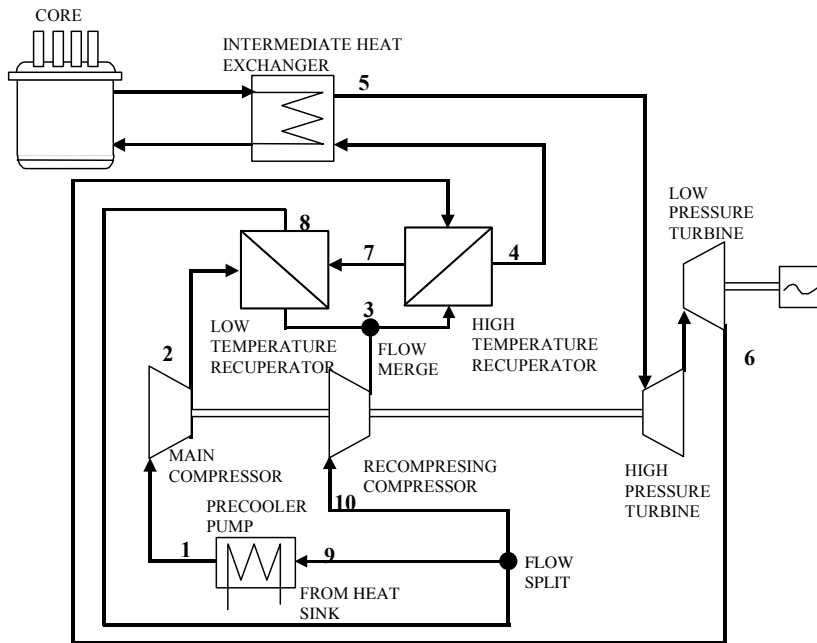 CORE
INTERMEDIATE HEAT
EXCHANGER
5
LOW
PRESSURE
TURBINE
8
7
4
3
LOW
TEMPERATURE
RECUPERATOR
FLOW
MERGE
HIGH
TEMPERATURE
RECUPERATOR
2
6
MAIN
COMPRESSOR
RECOMPRESING
COMPRESSOR
HIGH
PRESSURE
TURBINE
10
PRECOOLER
PUMP
1
9
FLOW
SPLIT
FROM HEAT
SINK